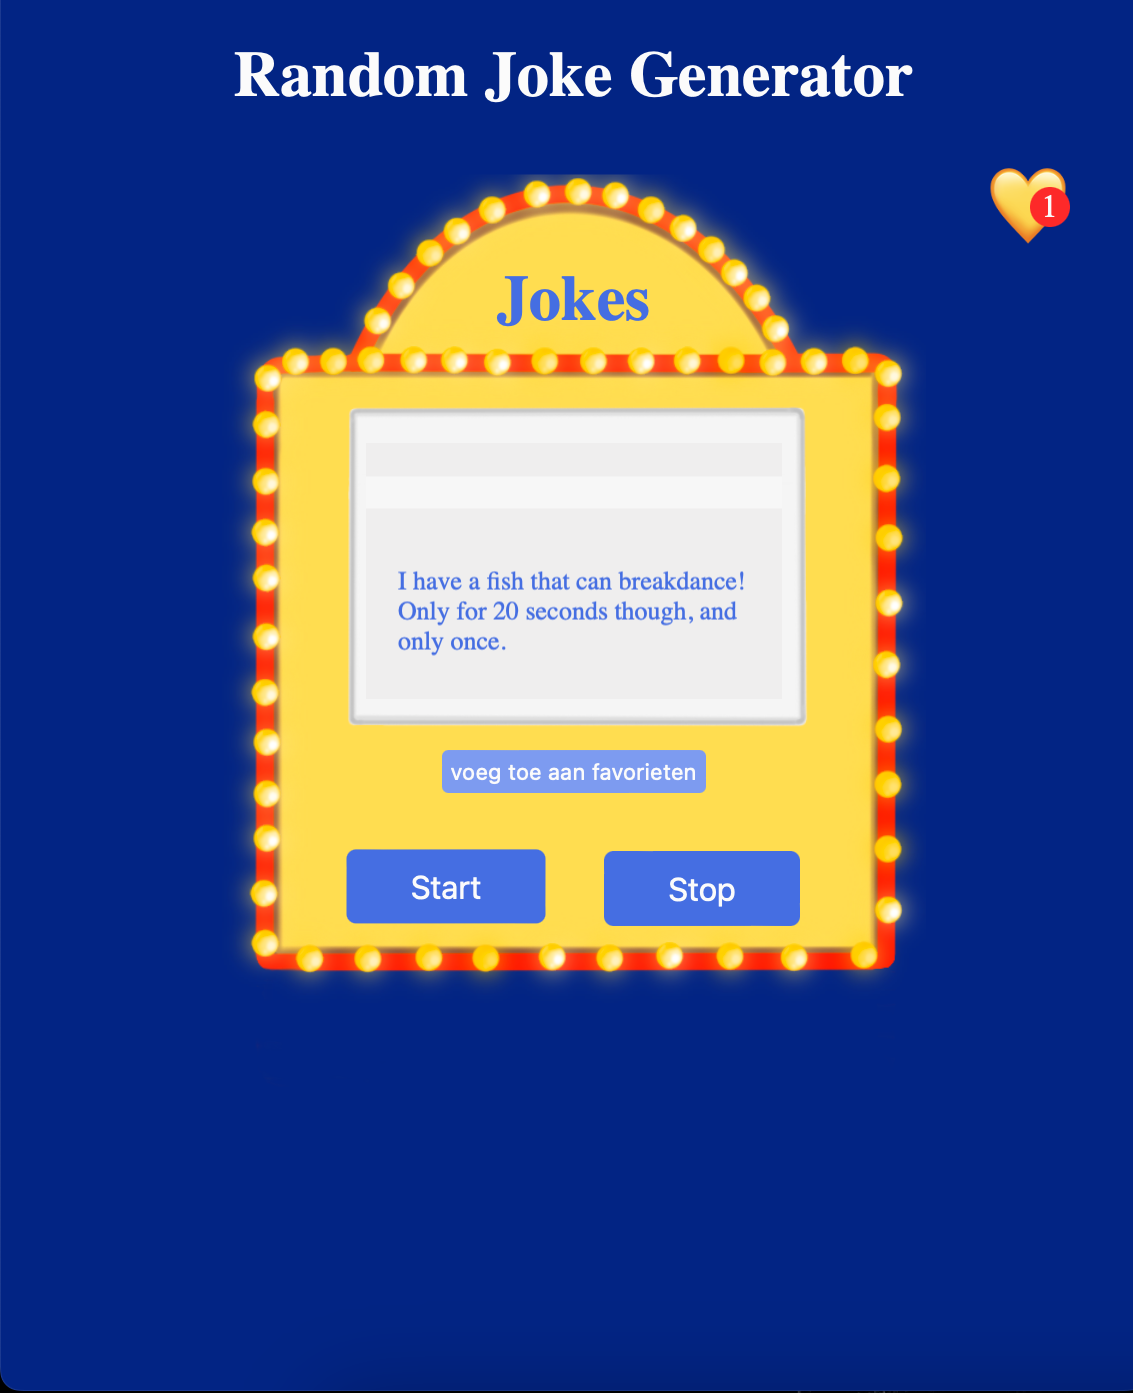 Random Joke Generator
1
Jokes
I have a fish that can breakdance!
Only for 20 seconds though, and
only once.
voeg toe aan favorieten
Start
Stop